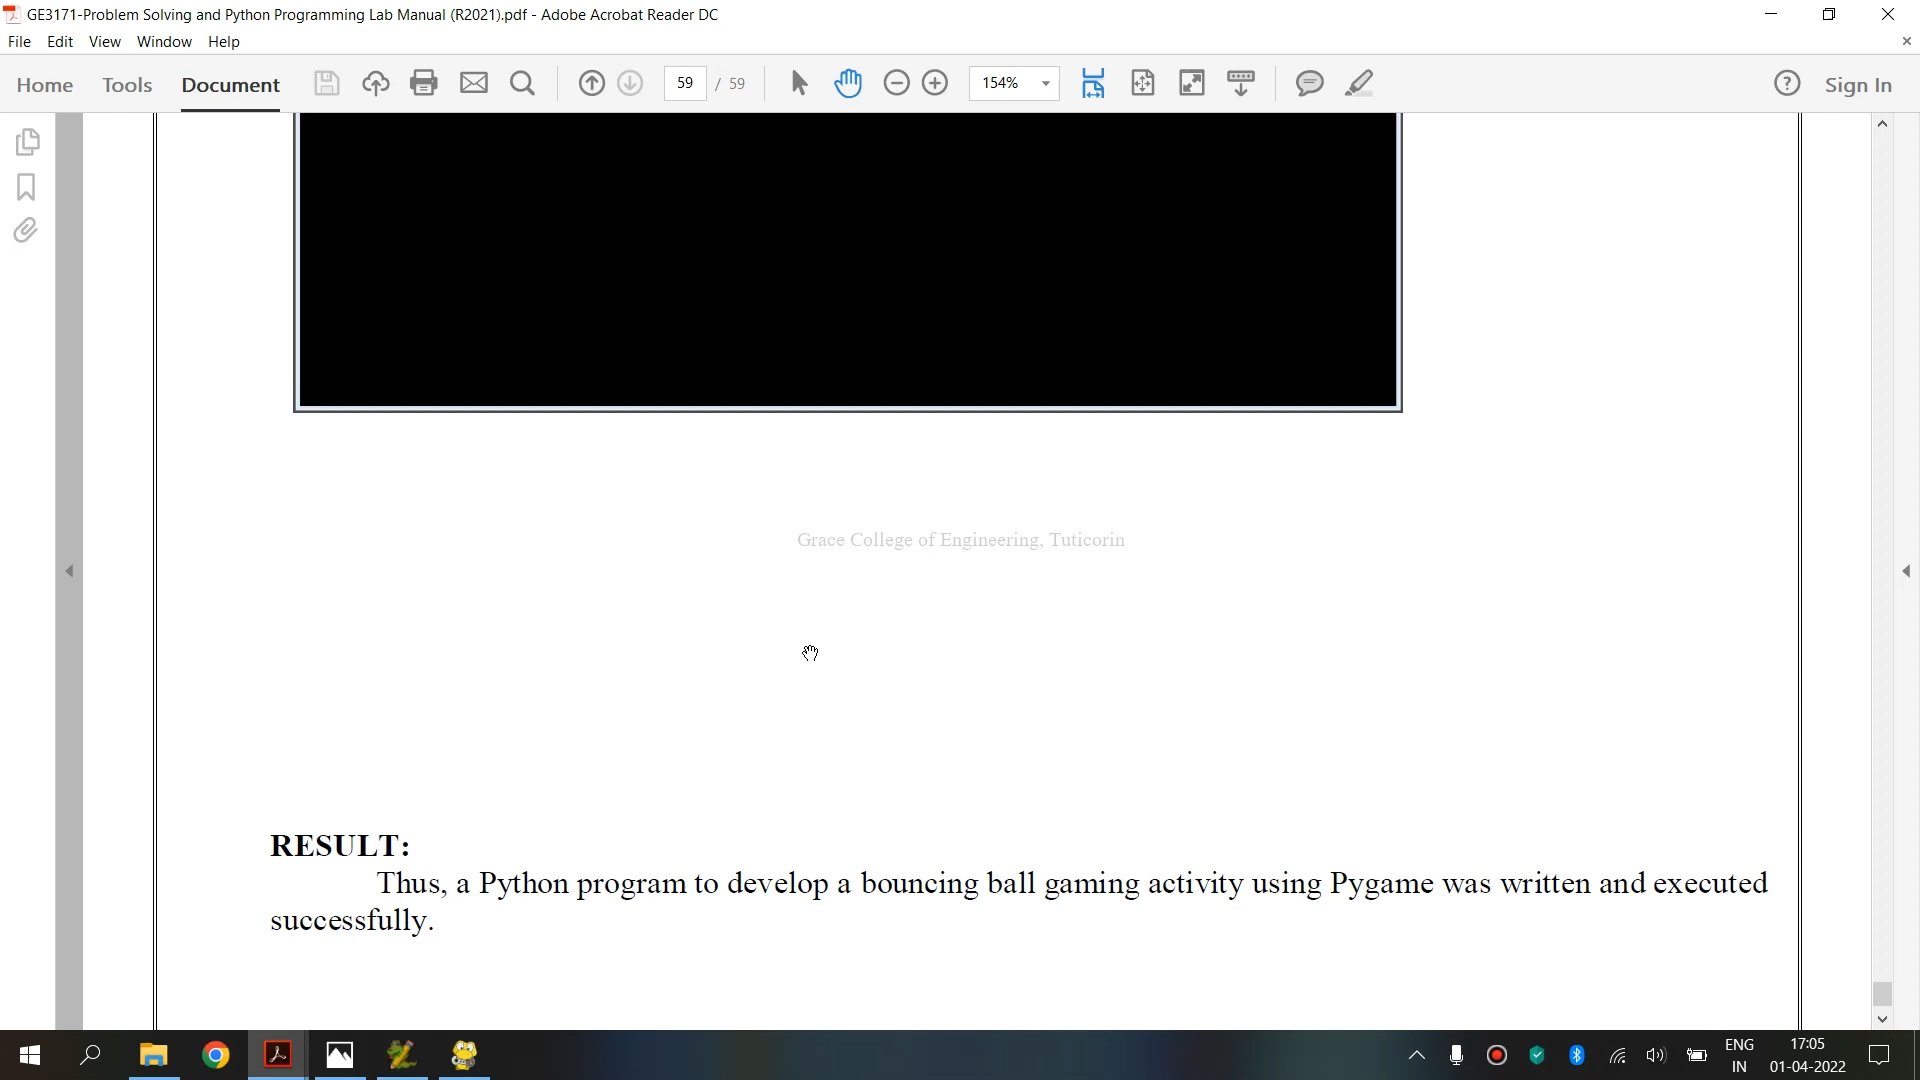 GE3171-Problem Solving and Python Programming Lab Manual (R2021).pdf - Adobe Acrobat Reader DC
File Edit View Window Help
Home Tools Document 59 / 59 154% Sign In
Grace College of Engineering, Tuticorin
RESULT:
Thus, a Python program to develop a bouncing ball gaming activity using Pygame was written and executed
successfully.
ENG 17:05
IN 01-04-2022